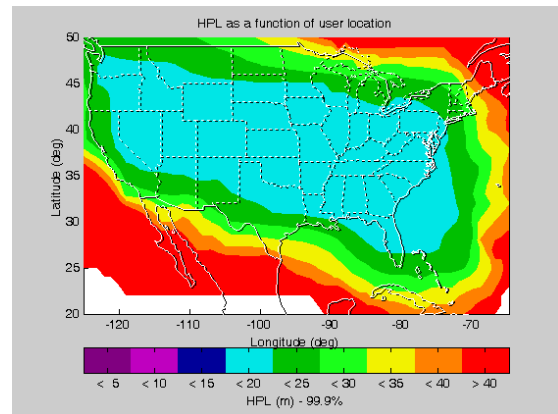 HPL as a function of user location
50
45
40
35
30
25
20
Latitude (deg)
-120 -110 -100 -90 -80 -70
Longitude (deg)
< 5 < 10 < 15 < 20 < 25 < 30 < 35 < 40 > 40
HPL (m) - 99.9%